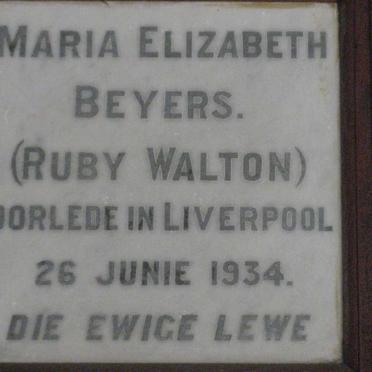 MARIA ELIZABETH
BEYERS.
(RUBY WALTON)
OORLEDE IN LIVERPOOL
26 JUNIE 1934.
DIE EWIGE LEWE